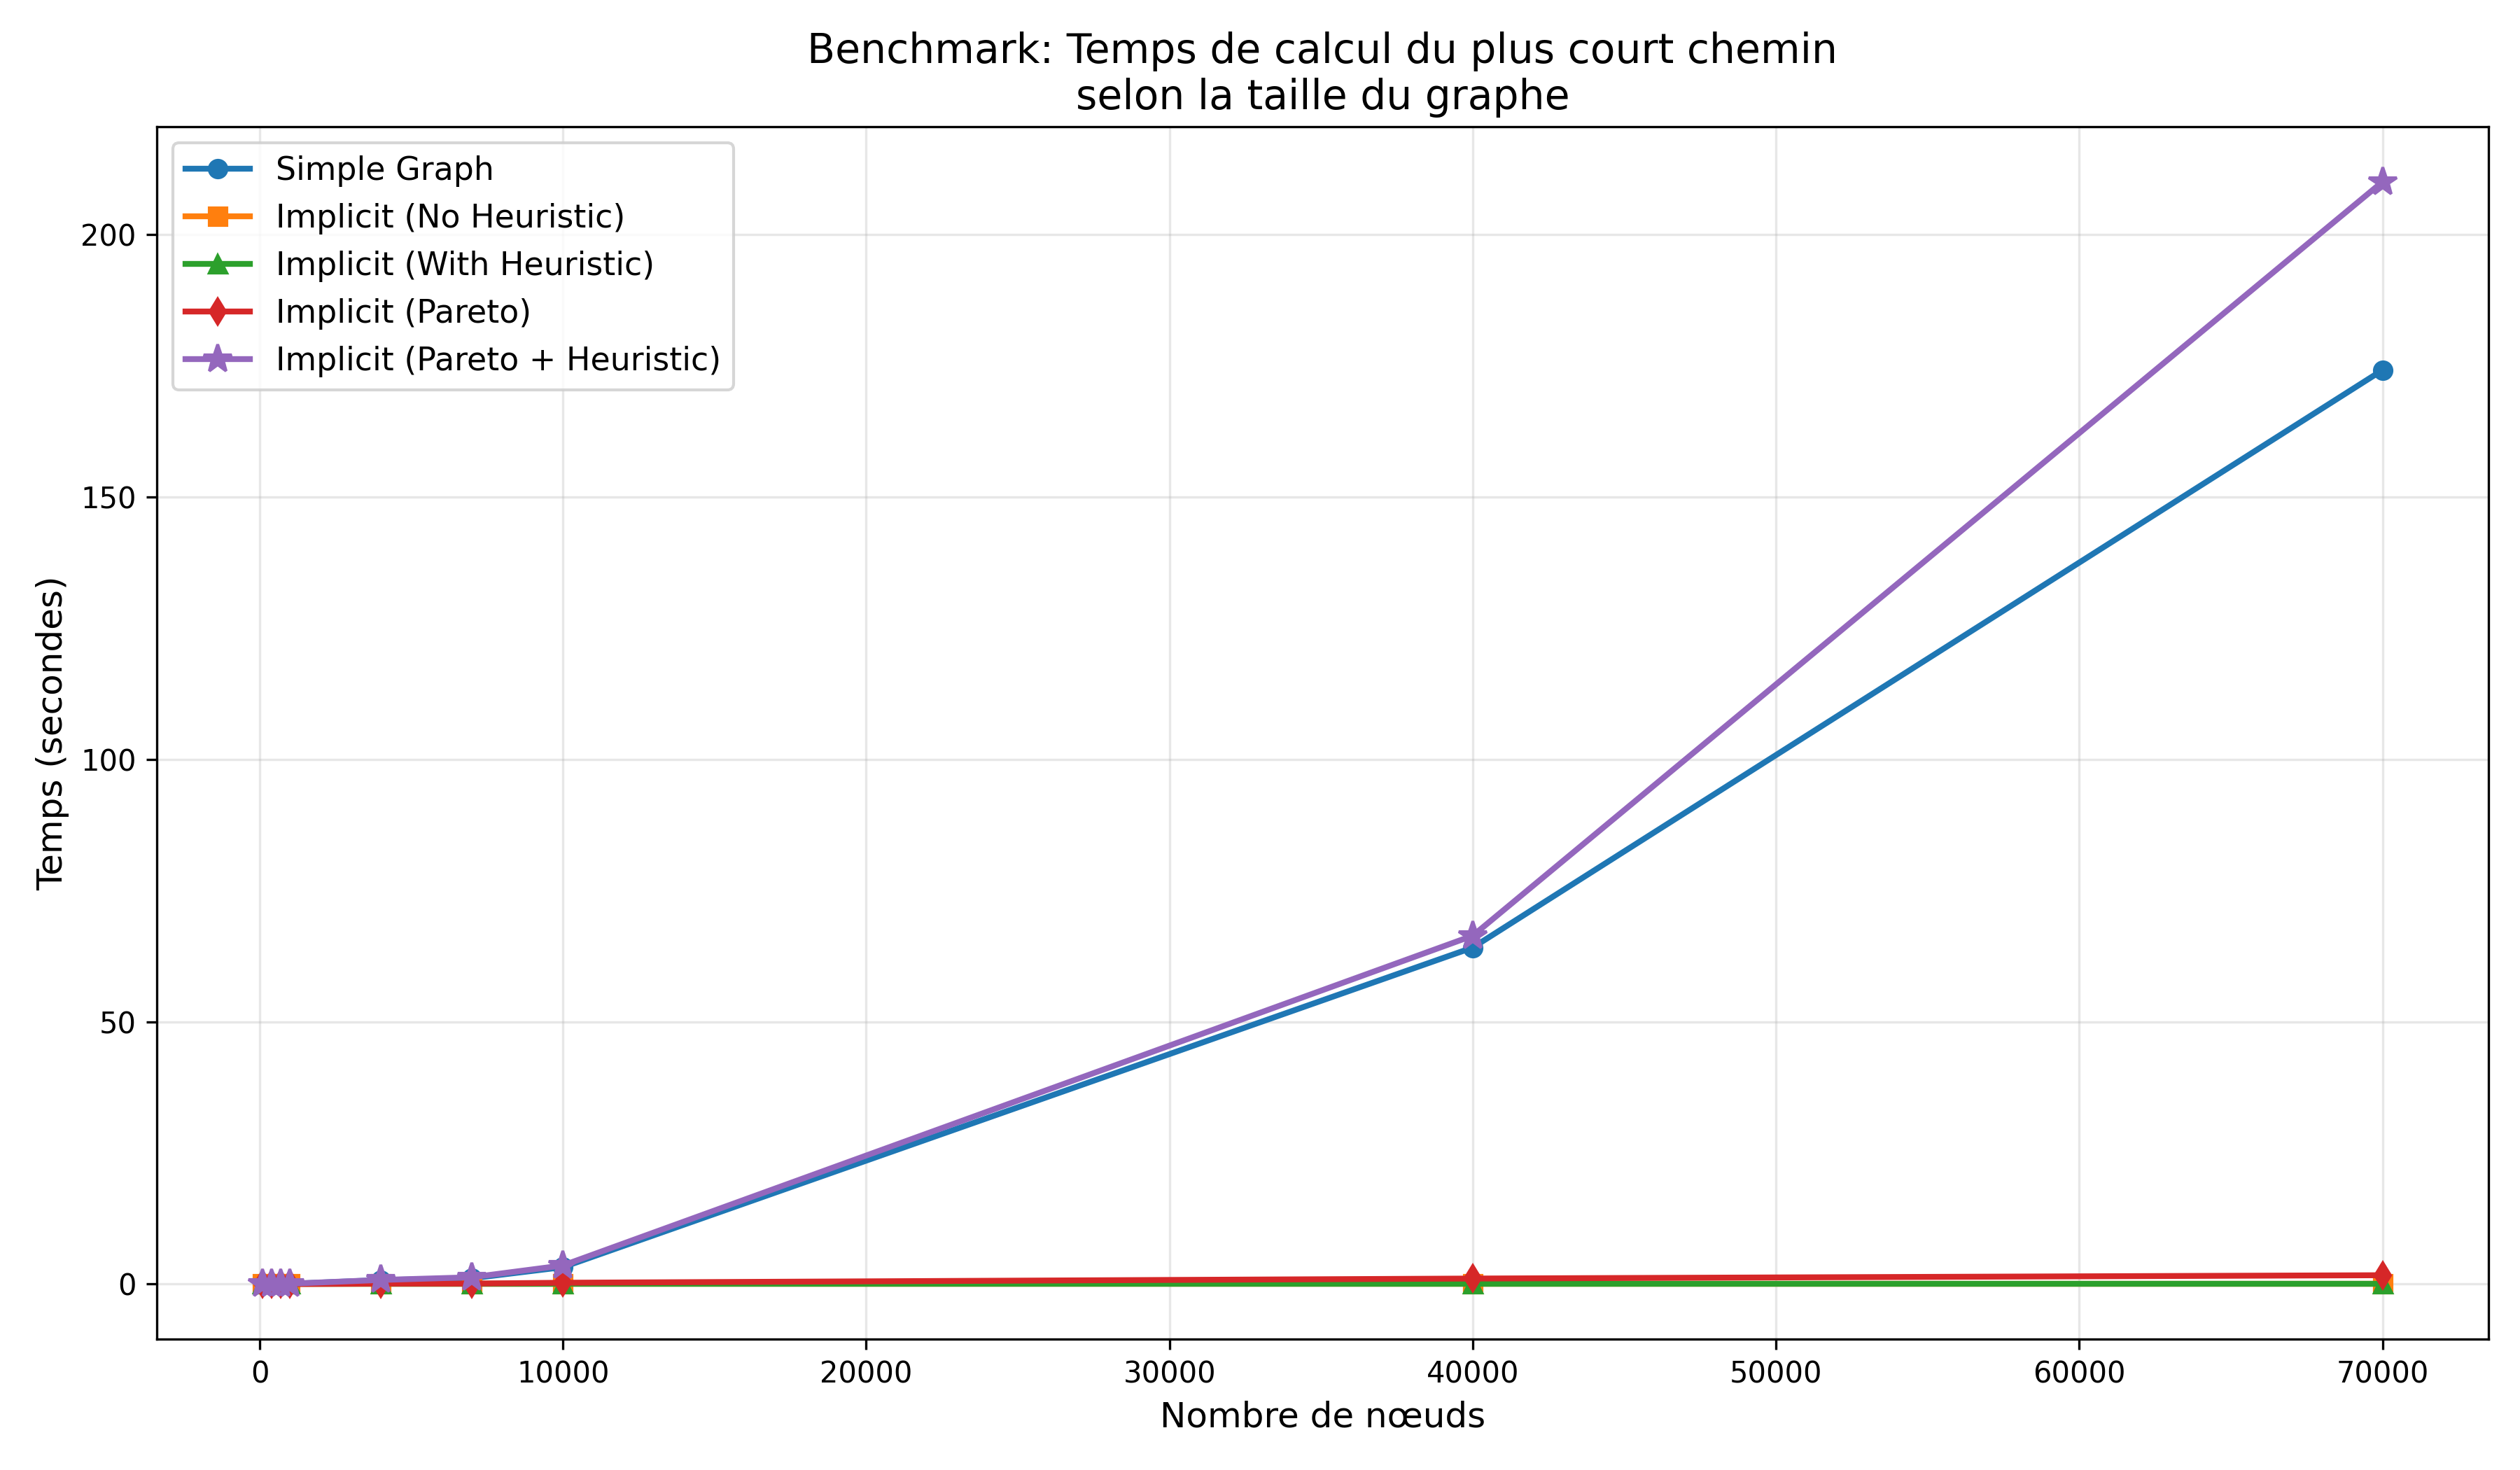 Benchmark: Temps de calcul du plus court chemin
selon la taille du graphe
Simple Graph
Implicit (No Heuristic)
Implicit (With Heuristic)
Implicit (Pareto)
Implicit (Pareto + Heuristic)
Temps (secondes)
200
150
100
50
0
0 10000 20000 30000 40000 50000 60000 70000
Nombre de nœuds